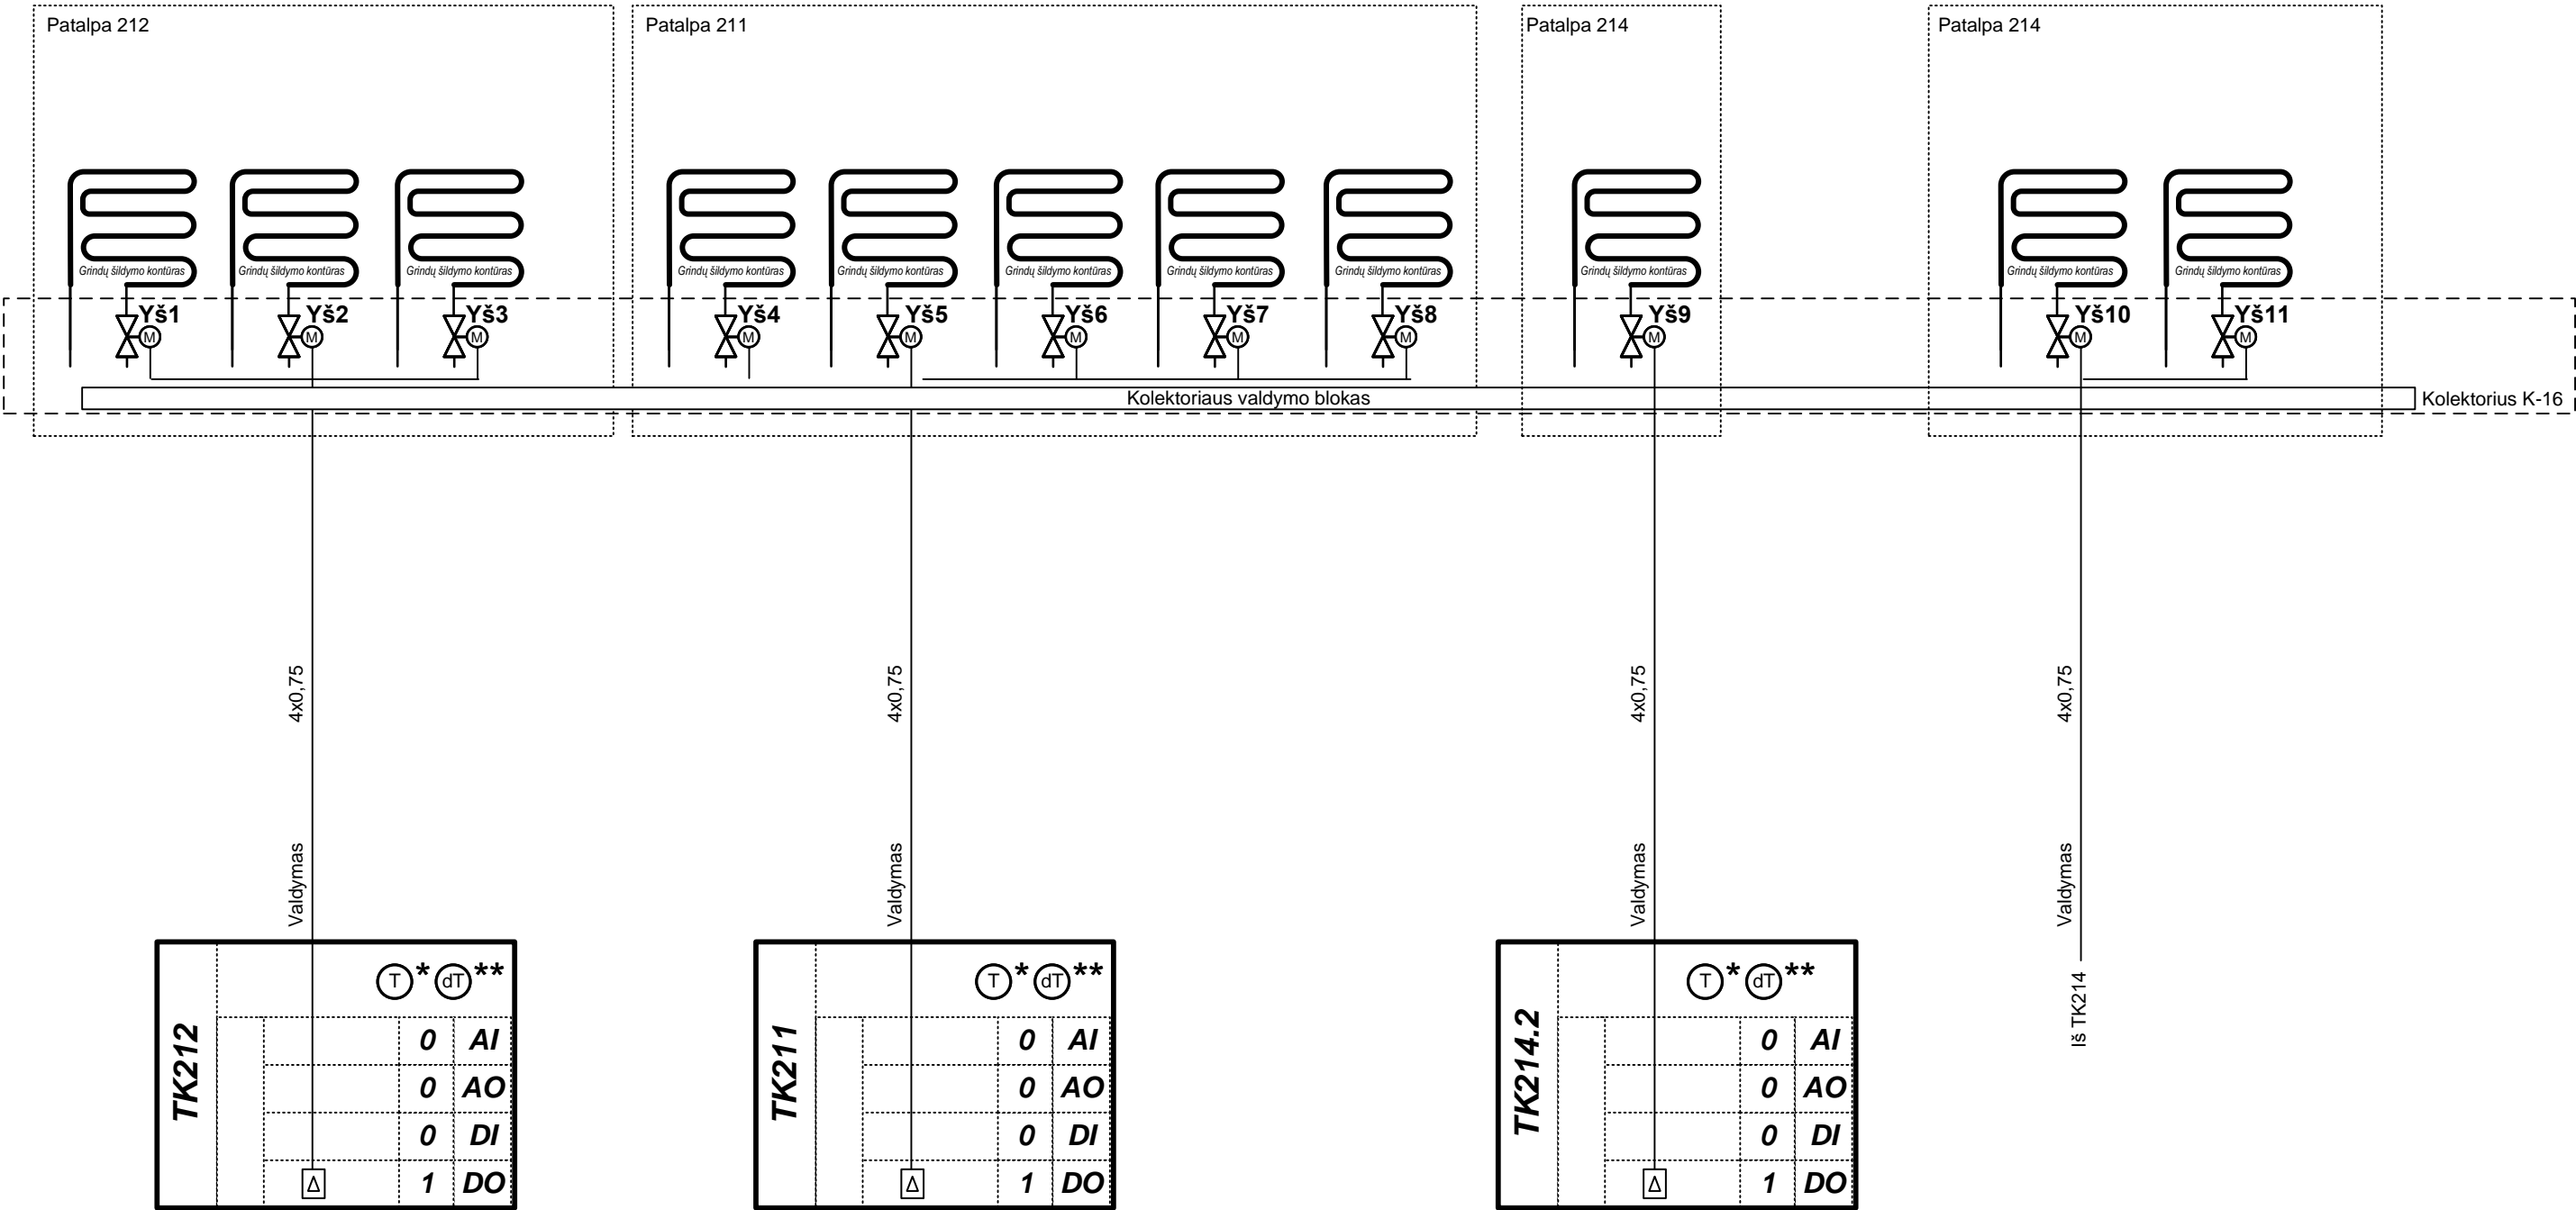 Patalpa 212
Patalpa 211
Patalpa 214
Patalpa 214
Grindų šildymo kontūras
Grindų šildymo kontūras
Grindų šildymo kontūras
Grindų šildymo kontūras
Grindų šildymo kontūras
Grindų šildymo kontūras
Grindų šildymo kontūras
Grindų šildymo kontūras
Grindų šildymo kontūras
Grindų šildymo kontūras
Grindų šildymo kontūras
Yš1
Yš2
Yš3
Yš4
Yš5
Yš6
Yš7
Yš8
Yš9
Yš10
Yš11
M
M
M
M
M
M
M
M
M
M
M
Kolektoriaus valdymo blokas
Kolektorius K-16
4x0,75
4x0,75
4x0,75
4x0,75
Valdymas
Valdymas
Valdymas
Valdymas
Iš TK214
TK212
T * dT **
0 AI
0 AO
0 DI
Δ 1 DO
TK211
T * dT **
0 AI
0 AO
0 DI
Δ 1 DO
TK214.2
T * dT **
0 AI
0 AO
0 DI
Δ 1 DO